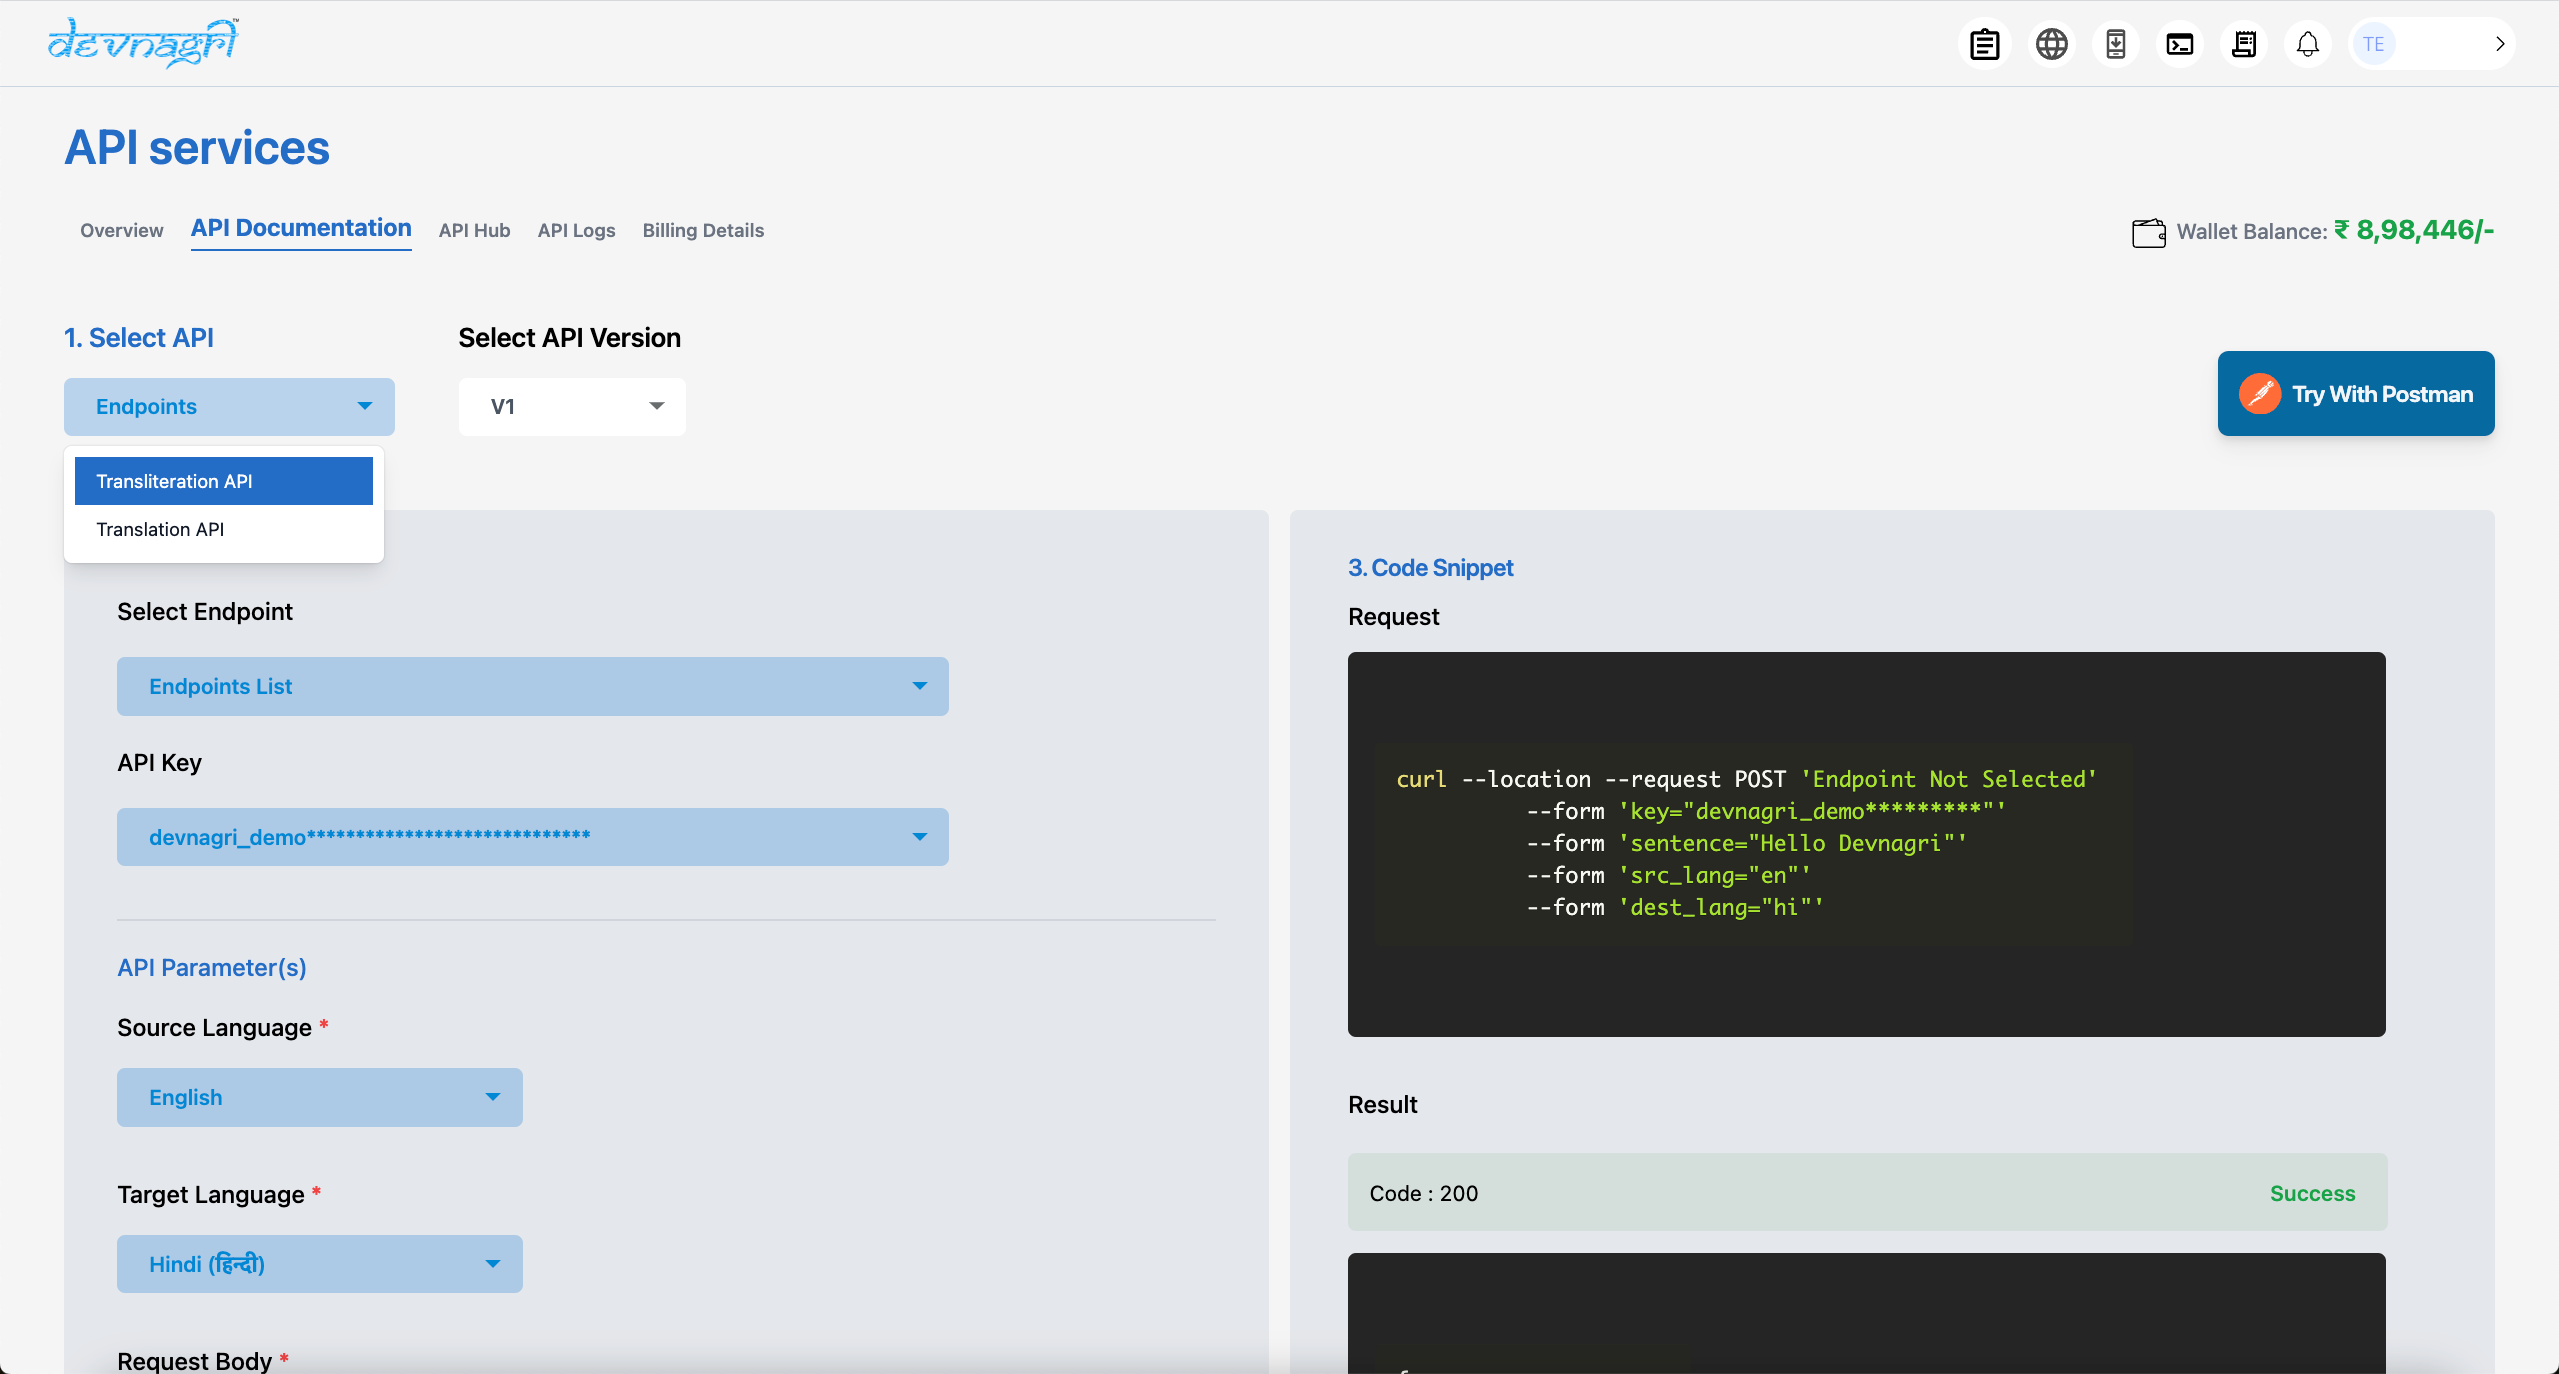 devnagri™
TE
API services
Overview API Documentation API Hub API Logs Billing Details
Wallet Balance: ₹ 8,98,446/-
1. Select API
Select API Version
Endpoints
V1
Try With Postman
Transliteration API
Translation API
Select Endpoint
Endpoints List
API Key
devnagri_demo*****************************
API Parameter(s)
Source Language *
English
Target Language *
Hindi (हिन्दी)
Request Body *
3. Code Snippet
Request
curl --location --request POST 'Endpoint Not Selected'
--form 'key="devnagri_demo*********"'
--form 'sentence="Hello Devnagri"'
--form 'src_lang="en"'
--form 'dest_lang="hi"'
Result
Code : 200
Success